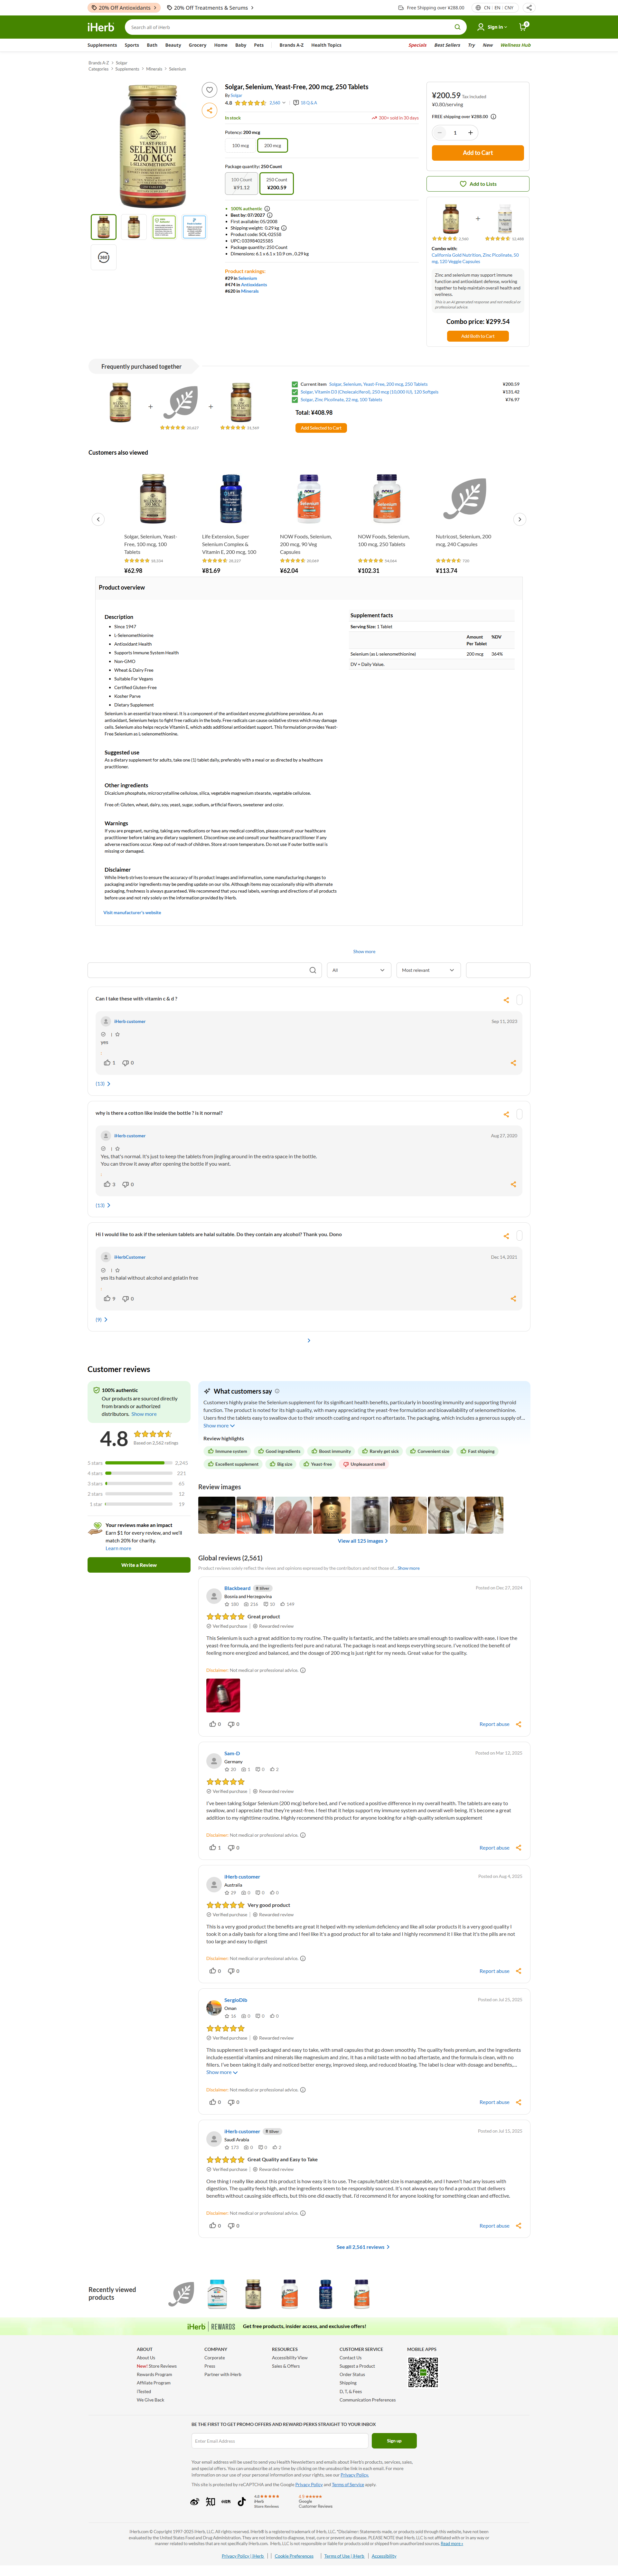 20% Off Antioxidants
20% Off Treatments & Serums
Free Shipping over ¥288.00
CN | EN | CNY
iHerb
Search all of iHerb
Sign in
0
Supplements Sports Bath Beauty Grocery Home Baby Pets Brands A-Z Health Topics
Specials Best Sellers Try New Wellness Hub
Brands A-Z Solgar
Categories Supplements Minerals Selenium
Solgar, Selenium, Yeast-Free, 200 mcg, 250 Tablets
By Solgar
4.8
10 Q & A
In stock
300+ sold in 30 days
Potency: 200 mcg
100 mcg
200 mcg
Package quantity: 250 Count
100 Count
¥91.12
250 Count
¥200.59
100% authentic
Best by: 07/2027
First available: 05/2008
Shipping weight: 0.29 kg
Product code: SOL-02558
UPC: 033984025585
Package quantity: 250 Count
Dimensions: 6.1 x 6.1 x 10.9 cm, 0.29 kg
Product rankings:
#29 in Selenium
#474 in Antioxidants
#620 in Minerals
360
¥200.59 Tax included
¥0.80/serving
FREE shipping over ¥288.00
1
Add to Cart
Add to Lists
Combo with:
California Gold Nutrition, Zinc Picolinate, 50 mg, 120 Veggie Capsules
Zinc and selenium may support immune function and antioxidant defense, working together to help maintain overall health and wellness.
This is an AI-generated response and not medical or professional advice.
Combo price: ¥299.54
Add Both to Cart
Frequently purchased together
Current item Solgar, Selenium, Yeast-Free, 200 mcg, 250 Tablets
¥200.59
Solgar, Vitamin D3 (Cholecalciferol), 250 mcg (10,000 IU), 120 Softgels
¥131.42
Solgar, Zinc Picolinate, 22 mg, 100 Tablets
¥76.97
Total: ¥408.98
Add Selected to Cart
Customers also viewed
Solgar, Selenium, Yeast-Free, 100 mcg, 100 Tablets
¥62.98
Life Extension, Super Selenium Complex & Vitamin E, 200 mcg, 100
¥81.69
NOW Foods, Selenium, 200 mcg, 90 Veg Capsules
¥62.04
NOW Foods, Selenium, 100 mcg, 250 Tablets
¥102.31
Nutricost, Selenium, 200 mcg, 240 Capsules
¥113.74
Product overview
Description
Since 1947
L-Selenomethionine
Antioxidant Health
Supports Immune System Health
Non-GMO
Wheat & Dairy Free
Suitable For Vegans
Certified Gluten-Free
Kosher Parve
Dietary Supplement
Selenium is an essential trace mineral. It is a component of the antioxidant enzyme glutathione peroxidase. As an
antioxidant, Selenium helps to fight free radicals in the body. Free radicals can cause oxidative stress which may damage
cells. Selenium also helps recycle Vitamin E, which adds additional antioxidant support. This formulation provides Yeast-
Free Selenium as L-selenomethionine.
Suggested use
As a dietary supplement for adults, take one (1) tablet daily, preferably with a meal or as directed by a healthcare
practitioner.
Other ingredients
Dicalcium phosphate, microcrystalline cellulose, silica, vegetable magnesium stearate, vegetable cellulose.
Free of: Gluten, wheat, dairy, soy, yeast, sugar, sodium, artificial flavors, sweetener and color.
Warnings
If you are pregnant, nursing, taking any medications or have any medical condition, please consult your healthcare
practitioner before taking any dietary supplement. Discontinue use and consult your healthcare practitioner if any
adverse reactions occur. Keep out of reach of children. Store at room temperature. Do not use if outer bottle seal is
missing or damaged.
Disclaimer
While iHerb strives to ensure the accuracy of its product images and information, some manufacturing changes to
packaging and/or ingredients may be pending update on our site. Although items may occasionally ship with alternate
packaging, freshness is always guaranteed. We recommend that you read labels, warnings and directions of all products
before use and not rely solely on the information provided by iHerb.
Visit manufacturer's website
Supplement facts
Serving Size: 1 Tablet
Amount Per Tablet
%DV
Selenium (as L-selenomethionine) 200 mcg 364%
DV = Daily Value.
Show more
All
Most relevant
Can I take these with vitamin c & d ?
iHerb customer
Sep 11, 2023
yes
1 0
(13)
why is there a cotton like inside the bottle ? is it normal?
iHerb customer
Aug 27, 2020
Yes, that's normal. It's just to keep the tablets from jingling around in the extra space in the bottle.
You can throw it away after opening the bottle if you want.
3 0
(13)
Hi I would like to ask if the selenium tablets are halal suitable. Do they contain any alcohol? Thank you. Dono
iHerbCustomer
Dec 14, 2021
yes its halal without alcohol and gelatin free
9 0
(9)
Customer reviews
100% authentic
Our products are sourced directly from brands or authorized distributors. Show more
4.8
Based on 2,562 ratings
5 stars 2,245
4 stars 221
3 stars 65
2 stars 12
1 star 19
Your reviews make an impact
Earn $1 for every review, and we'll match 20% for charity.
Learn more
Write a Review
What customers say
Customers highly praise the Selenium supplement for its significant health benefits, particularly in boosting immunity and supporting thyroid
function. The product is noted for its high quality, with many appreciating the yeast-free formulation and bioavailability of selenomethionine.
Users find the tablets easy to swallow due to their smooth coating and report no aftertaste. The packaging, which includes a generous supply of...
Show more
Review highlights
Immune system
Good ingredients
Boost immunity
Rarely get sick
Convenient size
Fast shipping
Excellent supplement
Big size
Yeast-free
Unpleasant smell
Review images
View all 125 images
Global reviews (2,561)
Product reviews solely reflect the views and opinions expressed by the contributors and not those of... Show more
Blackbeard Silver
Bosnia and Herzegovina
180 256 10 149
Posted on Dec 27, 2024
Great product
Verified purchase | Rewarded review
This Selenium is such a great addition to my routine. The quality is fantastic, and the tablets are small enough to swallow with ease. I love the
yeast-free formula, and the ingredients are straightforward and natural. The package is neat and keeps everything secure. I've noticed the benefit of
feeling more energized and balanced, and the dosage of 200 mcg is just right for my needs. Great value for the quality.
Disclaimer: Not medical or professional advice.
0 0
Report abuse
Sam-D
Germany
20 1 0 2
Posted on Mar 12, 2025
Verified purchase | Rewarded review
I've been taking Solgar Selenium (200 mcg) before bed, and I've noticed a positive difference in my overall health. The tablets are easy to
swallow, and I appreciate that they're yeast-free. I feel that it helps support my immune system and overall well-being. It's become a great
addition to my nighttime routine. Highly recommend this product for anyone looking for a high-quality selenium supplement
Disclaimer: Not medical or professional advice.
1 0
Report abuse
iHerb customer
Australia
29 0 0 0
Posted on Aug 9, 2025
Very good product
Verified purchase | Rewarded review
This is a very good product the benefits are great it helped with my selenium deficiency and like all solar products it is a very good quality I
took it on and off for about a year all together easy to take and I highly recommend it I like that it's the pills are not
too large and easy to digest
Disclaimer: Not medical or professional advice.
0 0
Report abuse
SergioDib
Oman
16 0 0 0
Posted on Jul 25, 2025
Verified purchase | Rewarded review
This supplement is well-packaged and easy to take, with small capsules that go down smoothly. The quality feels premium, and the ingredients
include essential vitamins and minerals like magnesium and zinc. It has a mild taste with no bad aftertaste, and the formula is clean, with no
fillers. I've been taking 2 daily and noticed better energy, improved sleep, and reduced bloating. The label is clear and easy to understand,...
Show more
Disclaimer: Not medical or professional advice.
0 0
Report abuse
iHerb customer Silver
Saudi Arabia
173 0 0 2
Posted on Jul 15, 2025
Great Quality and Easy to Take
Verified purchase | Rewarded review
One thing I really like about this product is how easy it is to use. The capsule/tablet size is manageable, and I haven't had any issues with
digestion. The quality feels high, and the ingredients seem to be responsibly sourced. It's not always easy to find a product that actually delivers
benefits without causing side effects, but this one did exactly that. I'd recommend it for anyone looking for something clean and effective.
Disclaimer: Not medical or professional advice.
0 0
Report abuse
See all 2,561 reviews
Recently viewed products
iHerb | REWARDS Get free products, insider access, and exclusive offers!
ABOUT
About Us
New! Store Reviews
Rewards Program
Affiliate Program
iTested
We Give Back
COMPANY
Corporate
Press
Partner with iHerb
RESOURCES
Accessibility View
Sales & Offers
CUSTOMER SERVICE
Contact Us
Suggest a Product
Order Status
Shipping
D, T, & Fees
Communication Preferences
MOBILE APPS
BE THE FIRST TO GET PROMO OFFERS AND REWARD PERKS STRAIGHT TO YOUR INBOX
Enter Email Address
Sign up
Your email address will be used to send you Health Newsletters and emails about iHerb's products, services, sales,
and special offers. You can unsubscribe at any time by clicking on the unsubscribe link in each email. For more
information on your personal information and your rights, see our Privacy Policy.
This site is protected by reCAPTCHA and the Google Privacy Policy and Terms of Service apply.
iHerb
Store Reviews
Google
Customer Reviews
iHerb.com © Copyright 1997-2025 iHerb, LLC. All rights reserved. iHerb® is a registered trademark of iHerb, LLC. *Disclaimer: Statements made, or products sold through this website, have not been
evaluated by the United States Food and Drug Administration. They are not intended to diagnose, treat, cure or prevent any disease. PLEASE NOTE that iHerb, LLC. is not able to ship or in any way or
manner redirect to websites not specifically iHerb.com. iHerb, LLC is not responsible or liable for products sold or shipped from an unauthorized site. Read more »
Privacy Policy | iHerb | Cookie Preferences | Terms of Use | iHerb | Accessibility